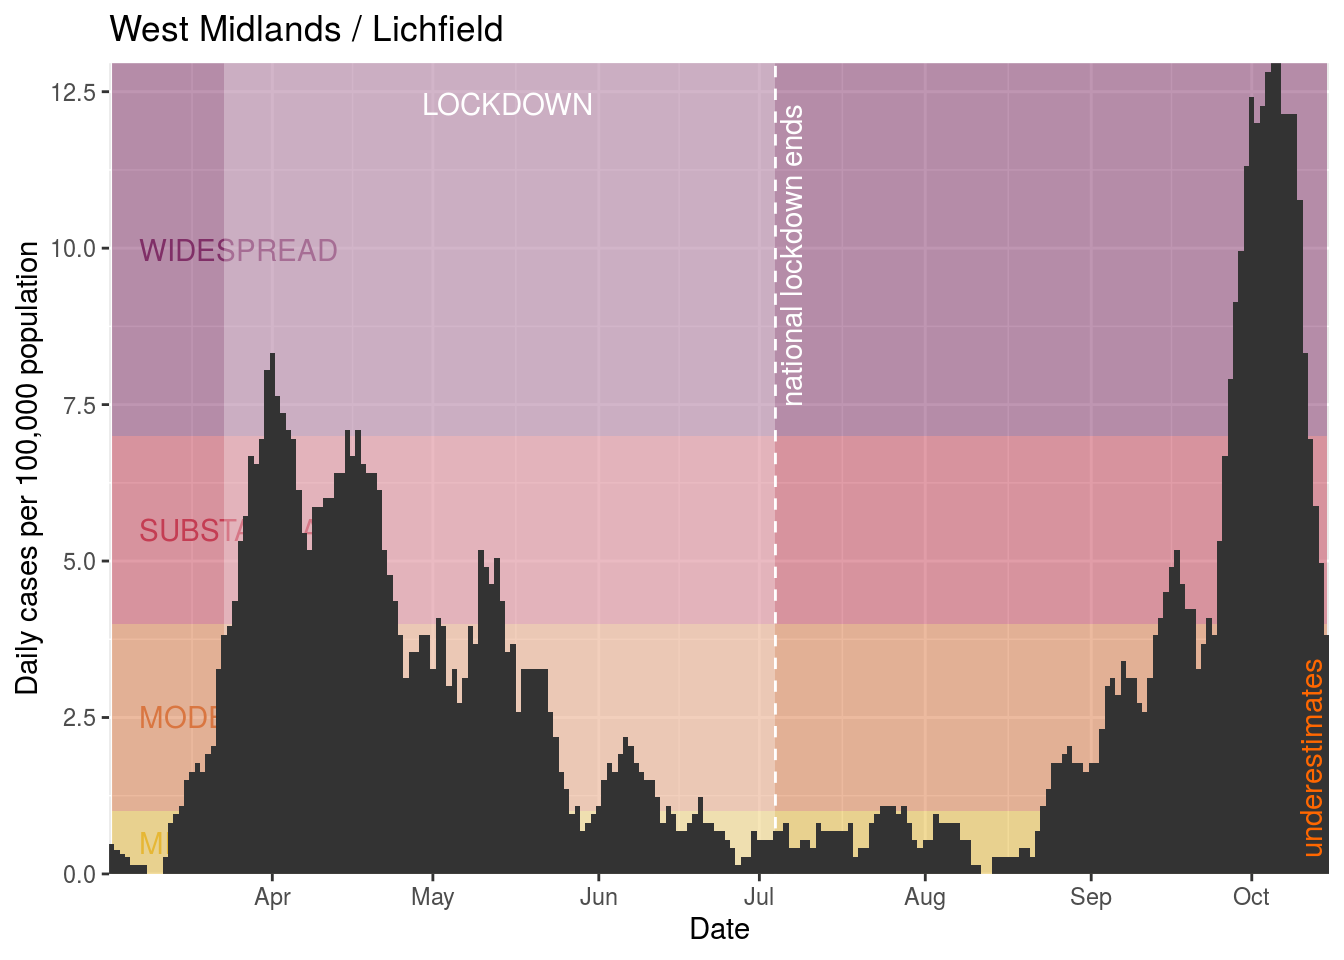 West Midlands / Lichfield
Daily cases per 100,000 population
12.5
10.0
7.5
5.0
2.5
0.0
LOCKDOWN
national lockdown ends
WIDESPREAD
underestimates
Apr
May
Jun
Jul
Aug
Sep
Oct
Date